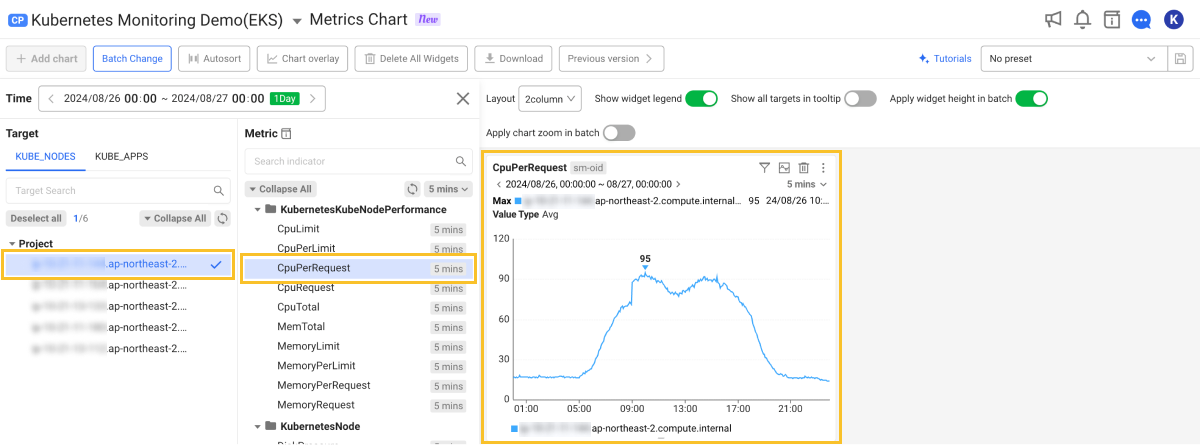 CP Kubernetes Monitoring Demo(EKS) Metrics Chart New
K
+ Add chart Batch Change Autosort Chart overlay Delete All Widgets Download Previous version Tutorials No preset
Time 2024/08/26 00:00 ~ 2024/08/27 00:00 1Day
Layout 2column Show widget legend Show all targets in tooltip Apply widget height in batch
Apply chart zoom in batch
Target
KUBE_NODES KUBE_APPS
Target Search
Deselect all 1/6 Collapse All
Project
.ap-northeast-2....
.ap-northeast-2....
ap-northeast-2....
.ap-northeast-2....
.ap-northeast-2....
Metric
Search indicator
Collapse All 5 mins
KubernetesKubeNodePerformance
CpuLimit 5 mins
CpuPerLimit 5 mins
CpuPerRequest 5 mins
CpuRequest 5 mins
CpuTotal 5 mins
MemTotal 5 mins
MemoryLimit 5 mins
MemoryPerLimit 5 mins
MemoryPerRequest 5 mins
MemoryRequest 5 mins
KubernetesNode
CpuPerRequest sm-oid
2024/08/26, 00:00:00 ~ 08/27, 00:00:00 5 mins
Max ap-northeast-2.compute.internal... 95 24/08/26 10:...
Value Type Avg
120
95
90
60
30
0
01:00 05:00 09:00 13:00 17:00 21:00
ap-northeast-2.compute.internal